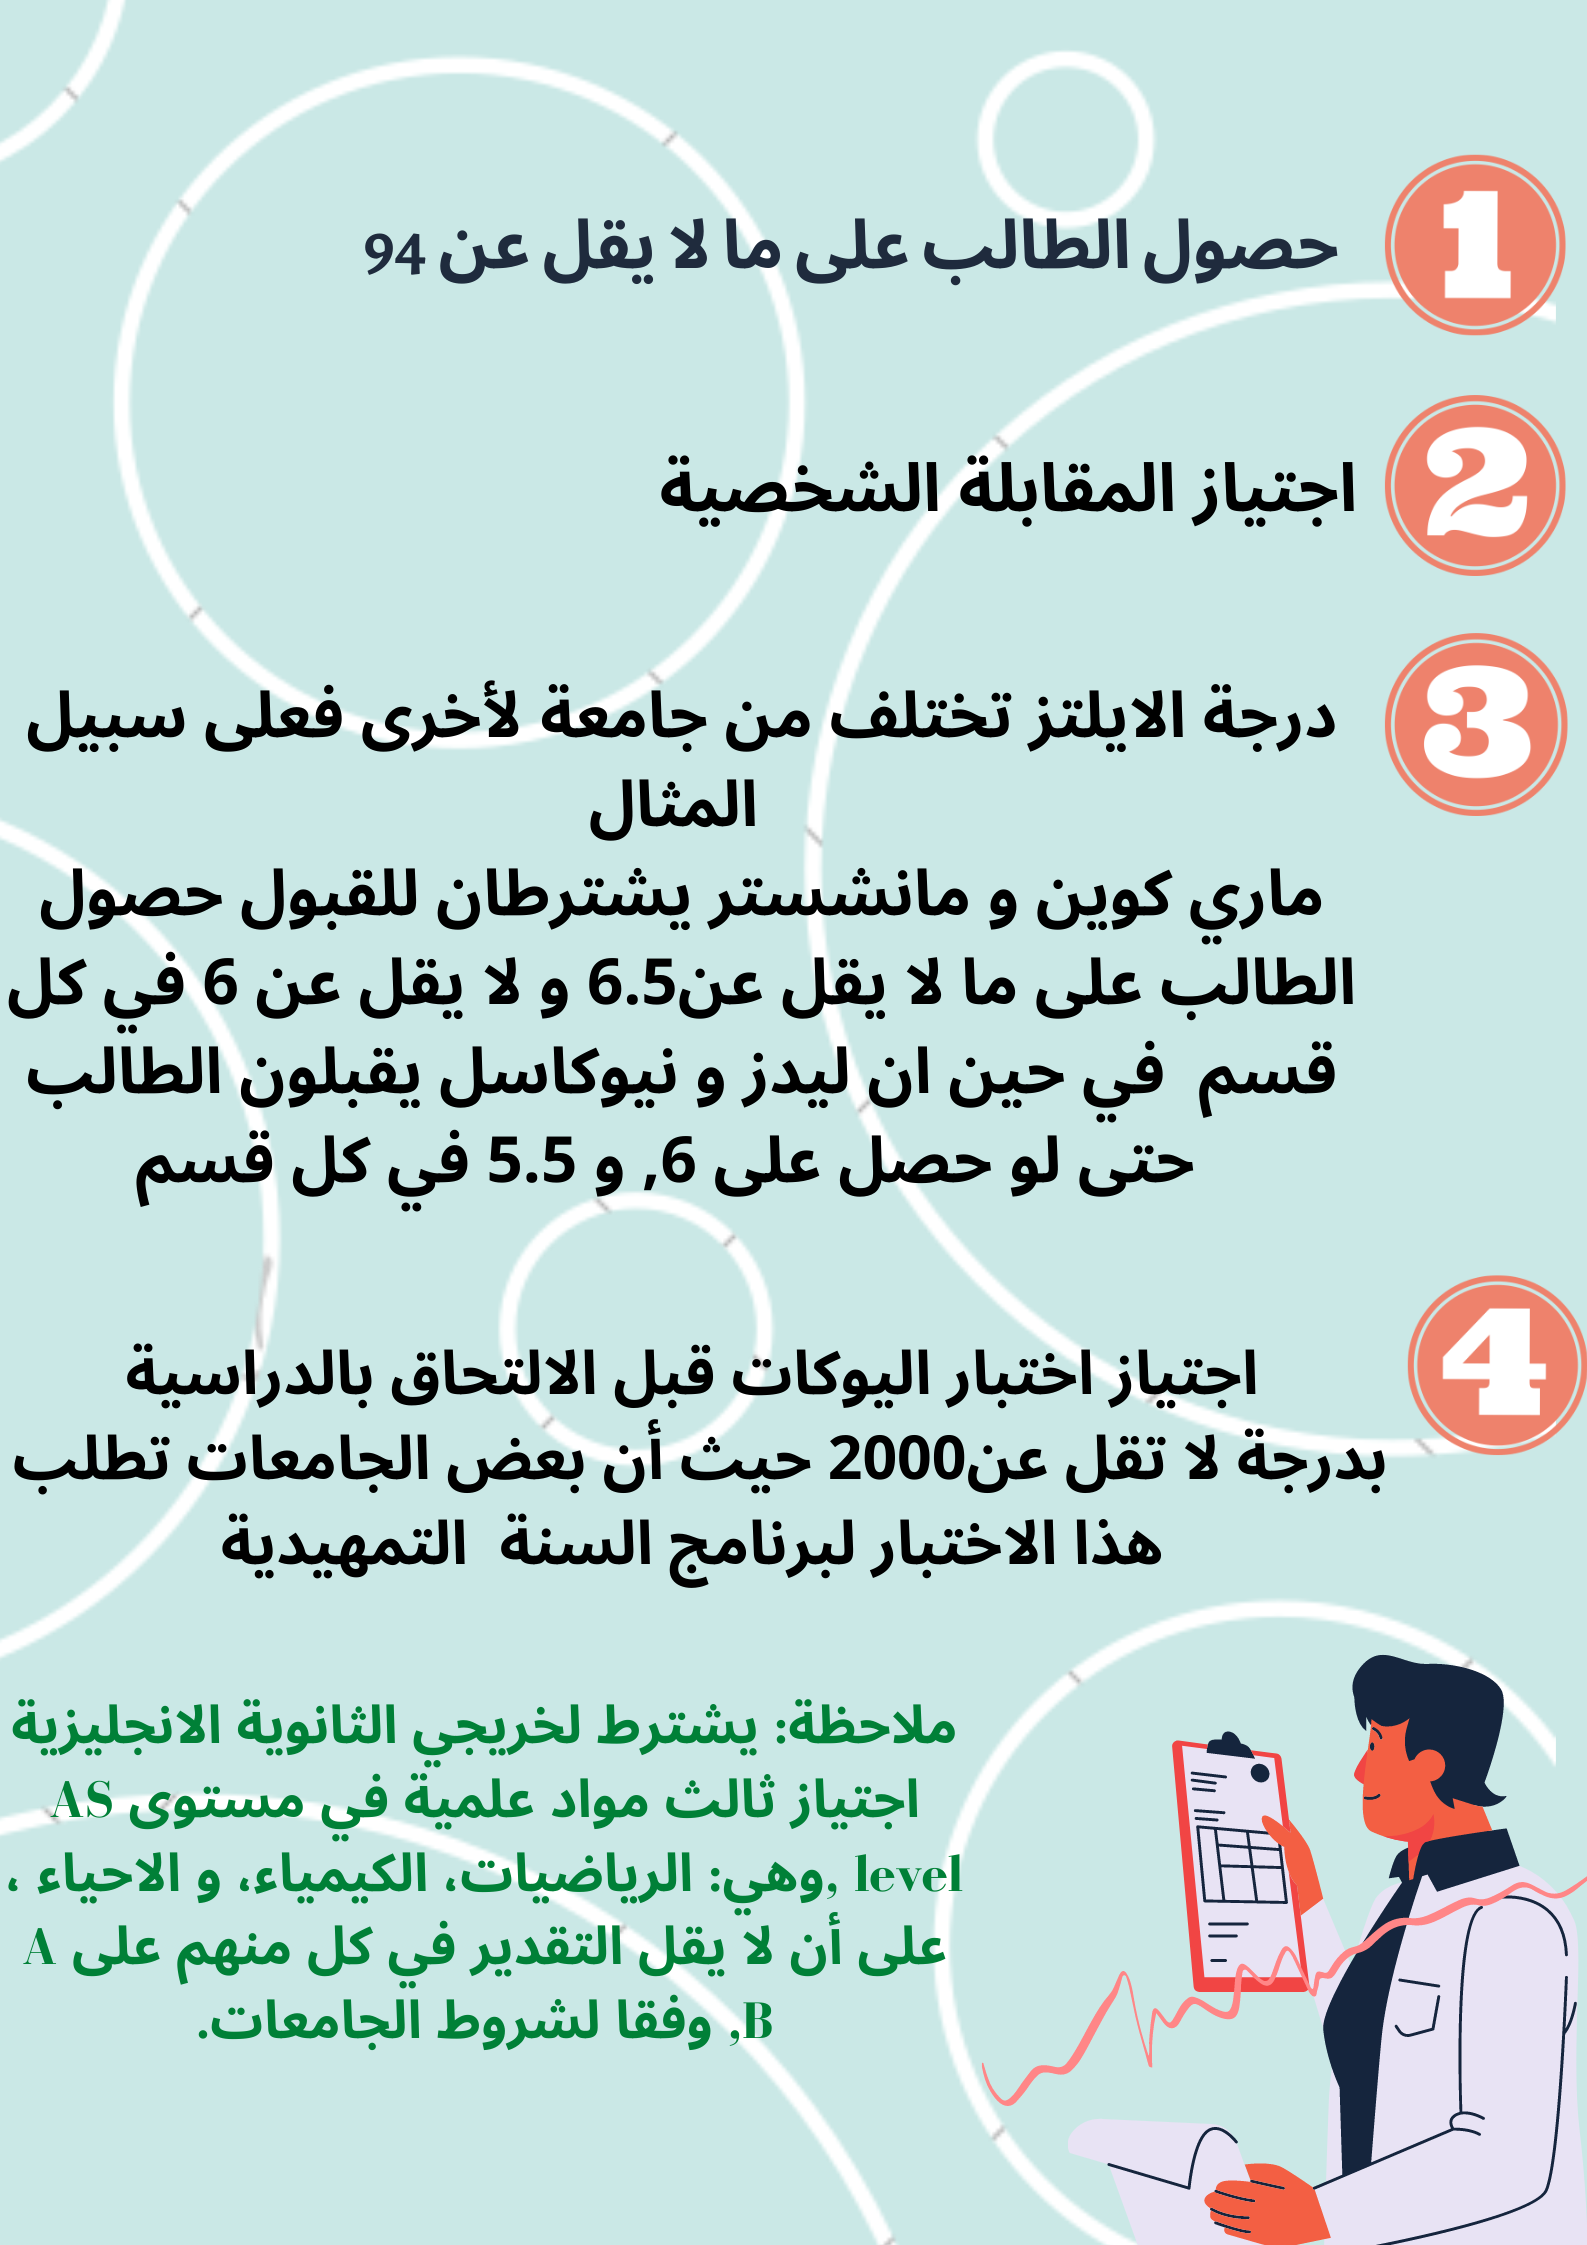 1
حصول الطالب على ما لا يقل عن 94
2
اجتياز المقابلة الشخصية
3
درجة الايلتز تختلف من جامعة لأخرى فعلى سبيل
المثال
ماري كوين و مانشستر يشترطان للقبول حصول
الطالب على ما لا يقل عن6.5 و لا يقل عن 6 في كل
قسم في حين ان ليدز و نيوكاسل يقبلون الطالب
حتى لو حصل على 6, و 5.5 في كل قسم
4
اجتياز اختبار اليوكات قبل الالتحاق بالدراسية
بدرجة لا تقل عن2000 حيث أن بعض الجامعات تطلب
هذا الاختبار لبرنامج السنة التمهيدية
ملاحظة: يشترط لخريجي الثانوية الانجليزية
اجتياز ثالث مواد علمية في مستوى AS
level ,وهي: الرياضيات، الكيمياء، و الاحياء ،
على أن لا يقل التقدير في كل منهم على A
B, وفقا لشروط الجامعات.